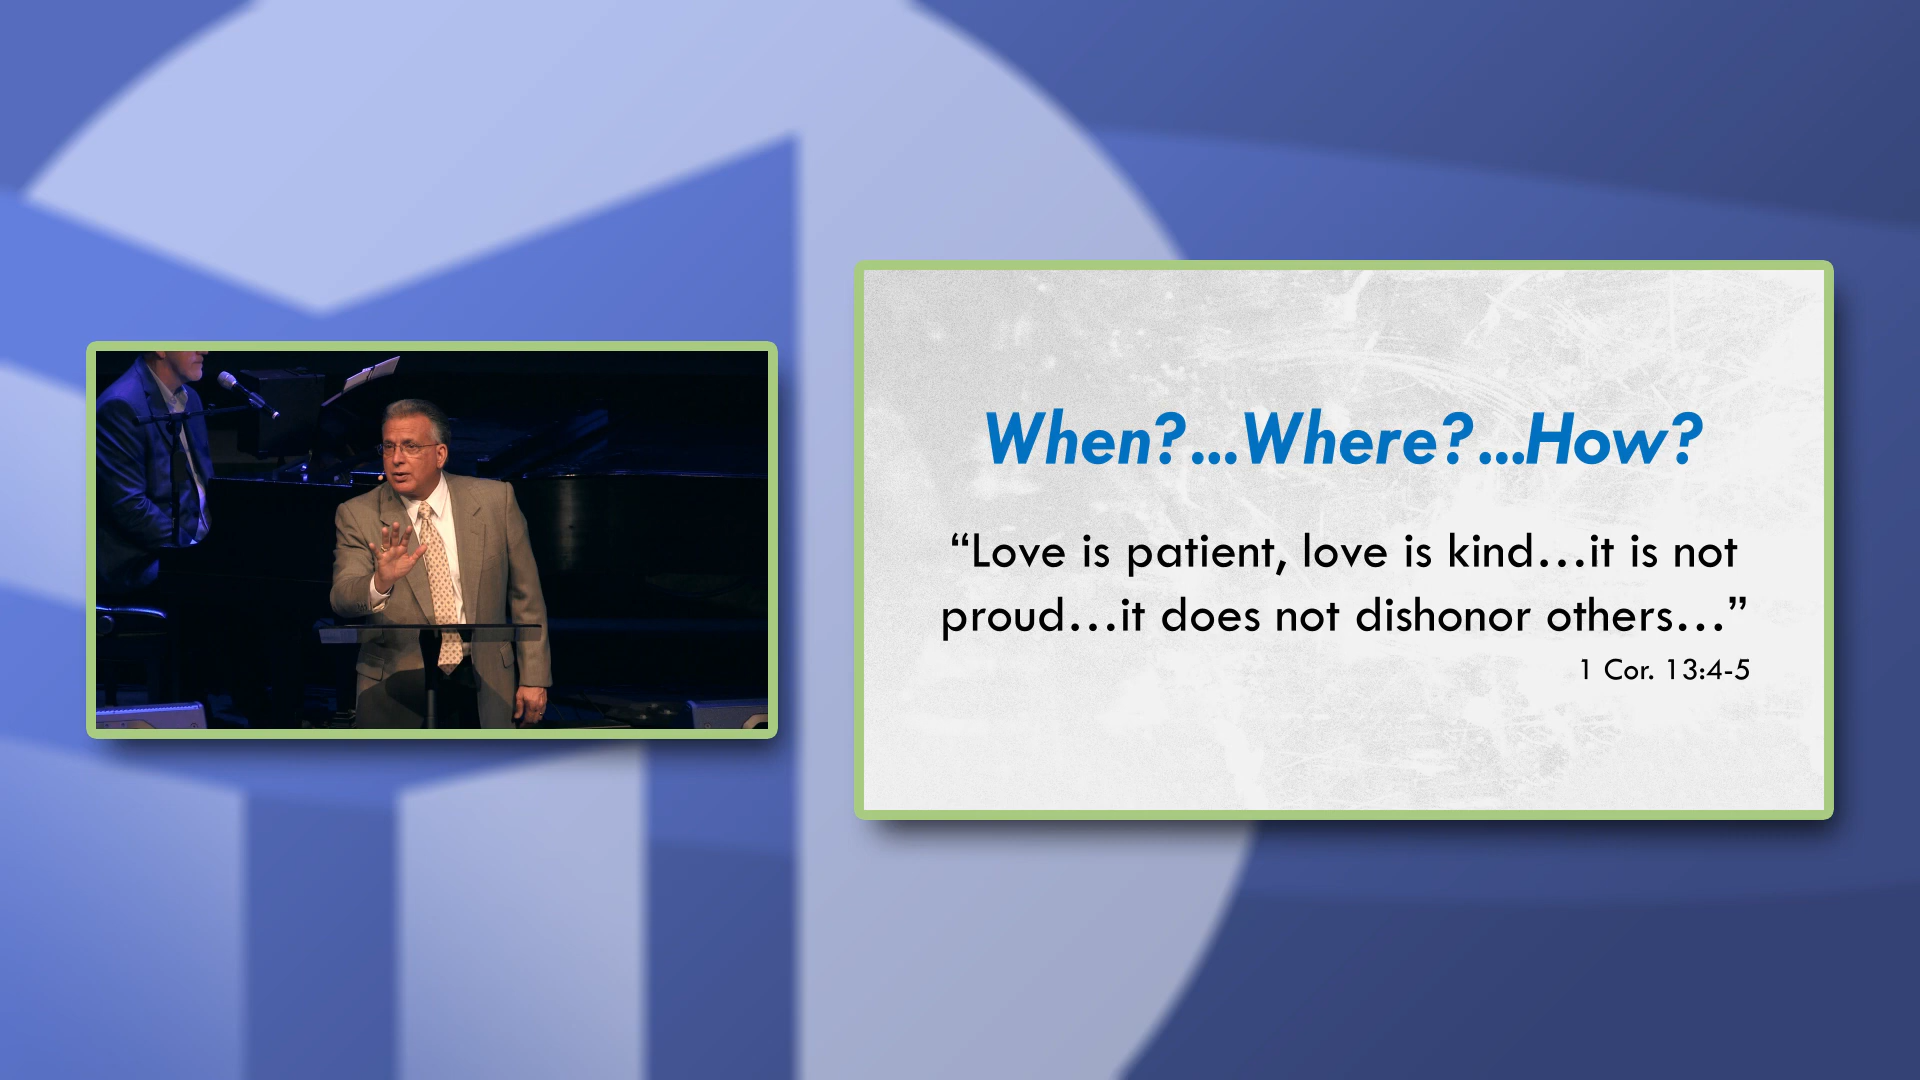 When?...Where?...How?
“Love is patient, love is kind…it is not
proud…it does not dishonor others…”
1 Cor. 13:4-5